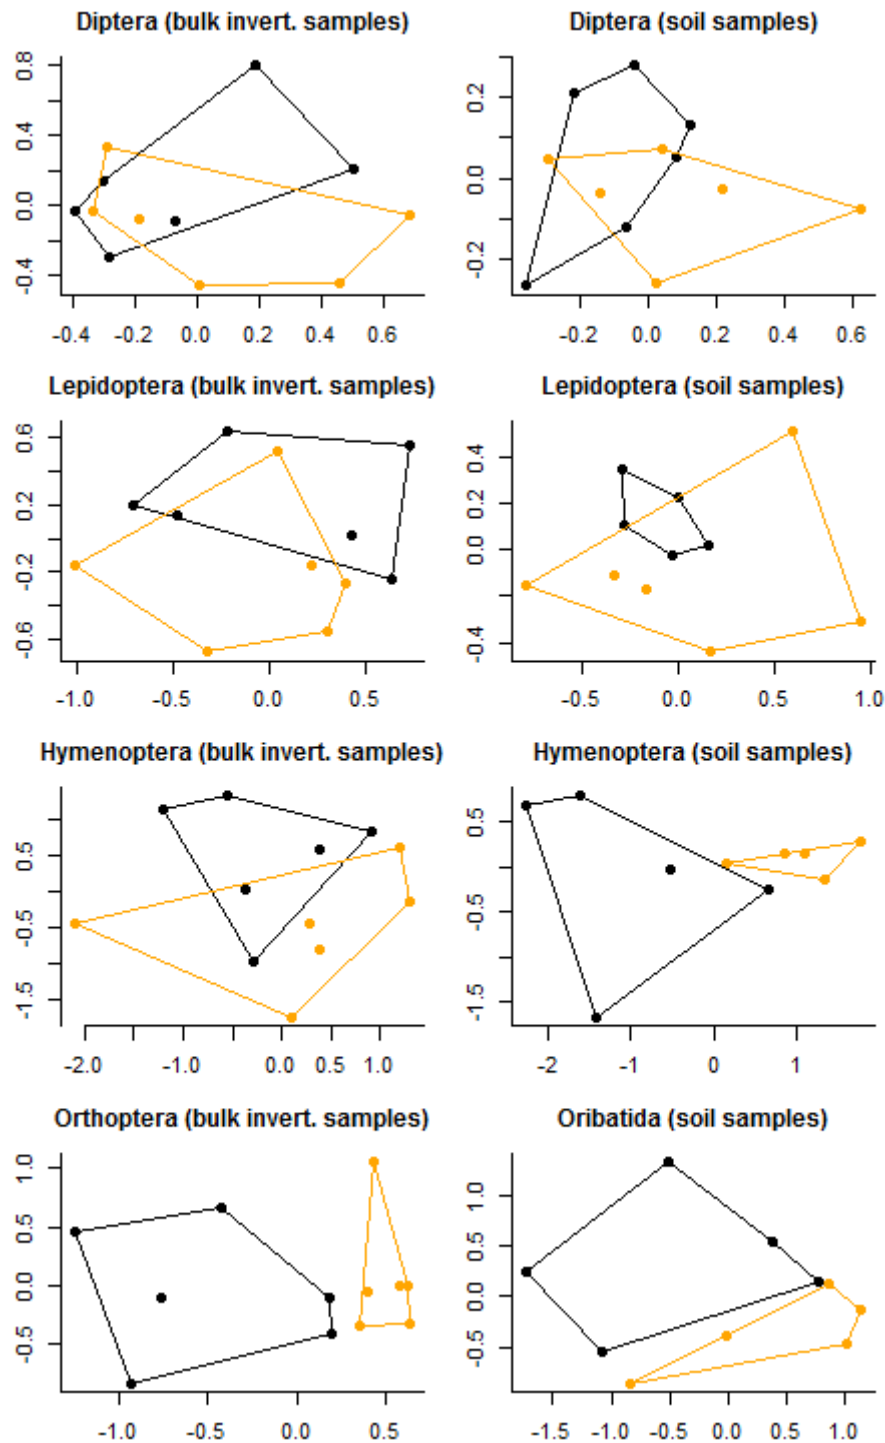 Diptera (bulk invert. samples)
0.8
0.4
0.0
-0.4
-0.4 -0.2 0.0 0.2 0.4 0.6
Diptera (soil samples)
0.2
0.0
-0.2
-0.2 0.0 0.2 0.4 0.6
Lepidoptera (bulk invert. samples)
0.6
0.2
-0.2
-0.6
-1.0 -0.5 0.0 0.5
Lepidoptera (soil samples)
0.4
0.2
0.0
-0.4
-0.5 0.0 0.5 1.0
Hymenoptera (bulk invert. samples)
0.5
-0.5
-1.5
-2.0 -1.0 0.0 0.5 1.0
Hymenoptera (soil samples)
0.5
-0.5
-1.5
-2 -1 0 1
Orthoptera (bulk invert. samples)
1.0
0.5
0.0
-0.5
-1.0 -0.5 0.0 0.5
Oribatida (soil samples)
1.0
0.5
0.0
-0.5
-1.5 -1.0 -0.5 0.0 0.5 1.0